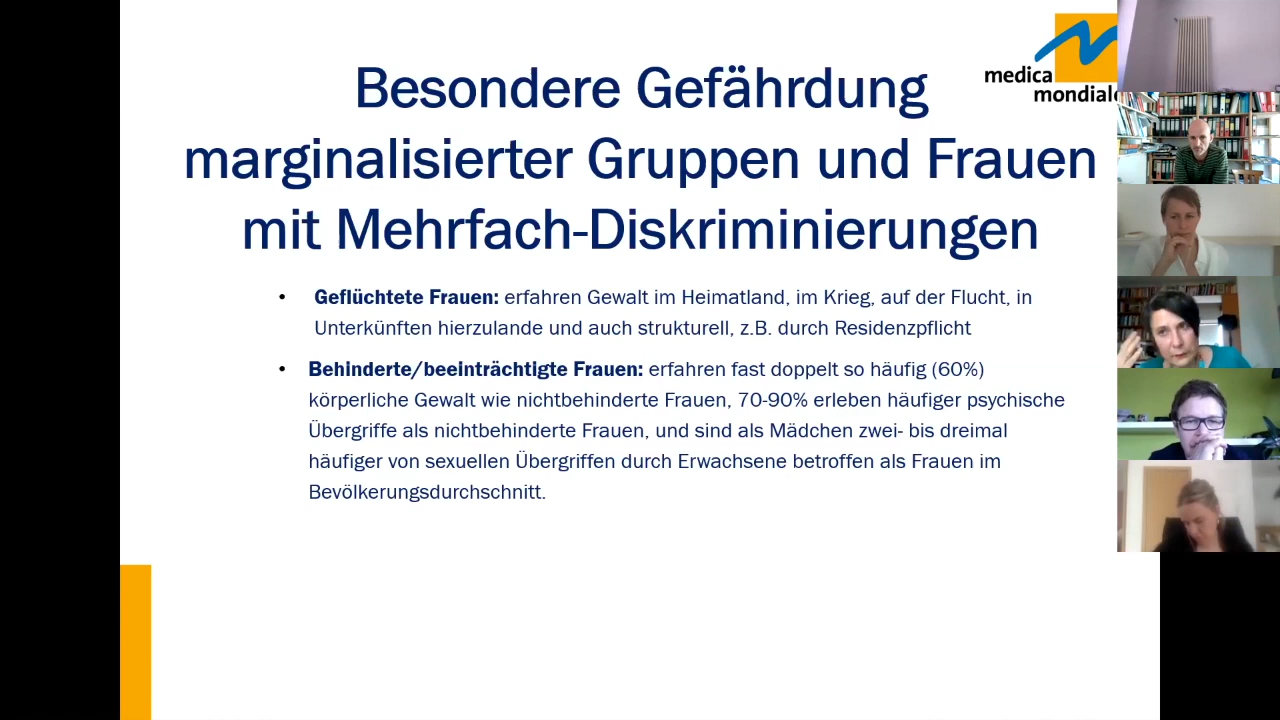 Besondere Gefährdung
marginalisierter Gruppen und Frauen
mit Mehrfach-Diskriminierungen
medica
mondiale
• Geflüchtete Frauen: erfahren Gewalt im Heimatland, im Krieg, auf der Flucht, in
Unterkünften hierzulande und auch strukturell, z.B. durch Residenzpflicht
• Behinderte/beeinträchtigte Frauen: erfahren fast doppelt so häufig (60%)
körperliche Gewalt wie nichtbehinderte Frauen, 70-90% erleben häufiger psychische
Übergriffe als nichtbehinderte Frauen, und sind als Mädchen zwei- bis dreimal
häufiger von sexuellen Übergriffen durch Erwachsene betroffen als Frauen im
Bevölkerungsdurchschnitt.